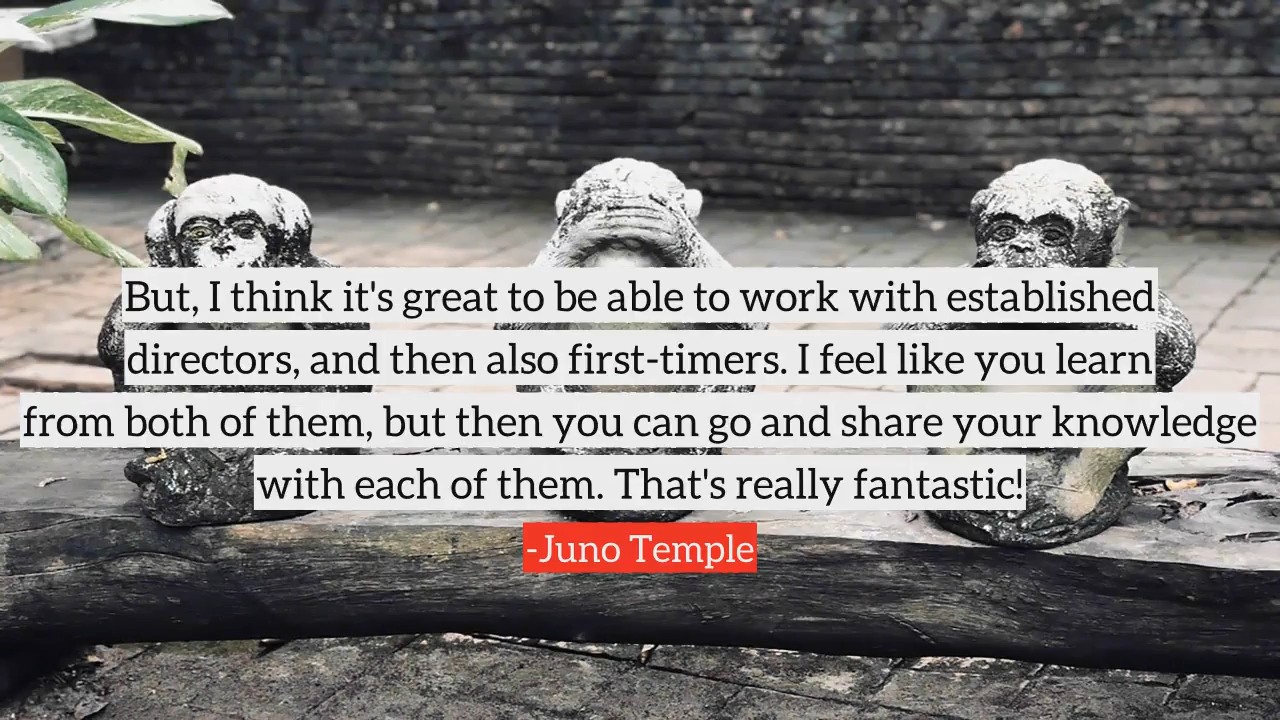 But, I think it's great to be able to work with established
directors, and then also first-timers. I feel like you learn
from both of them, but then you can go and share your knowledge
with each of them. That's really fantastic!
-Juno Temple